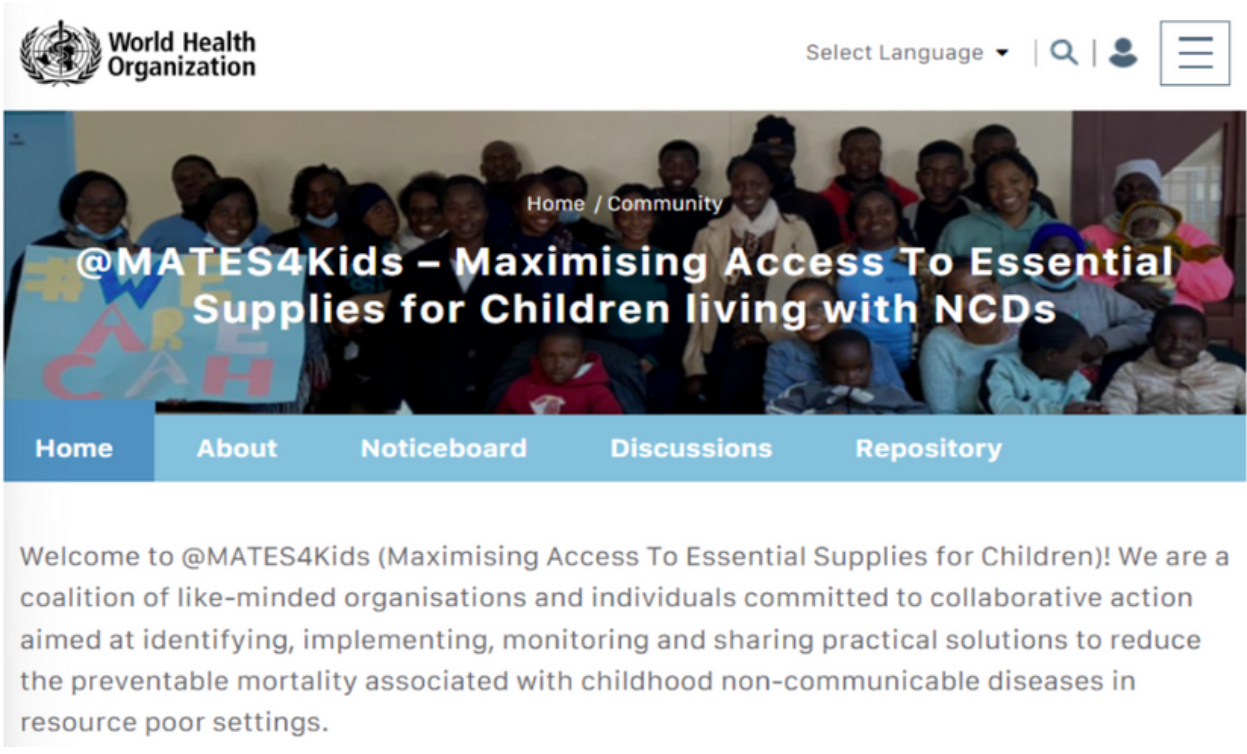 World Health
Organization
Select Language
Home / Community
@MATES4Kids – Maximising Access To Essential
Supplies for Children living with NCDs
#WE
ARE
CAH
Home
About
Noticeboard
Discussions
Repository
Welcome to @MATES4Kids (Maximising Access To Essential Supplies for Children)! We are a
coalition of like-minded organisations and individuals committed to collaborative action
aimed at identifying, implementing, monitoring and sharing practical solutions to reduce
the preventable mortality associated with childhood non-communicable diseases in
resource poor settings.